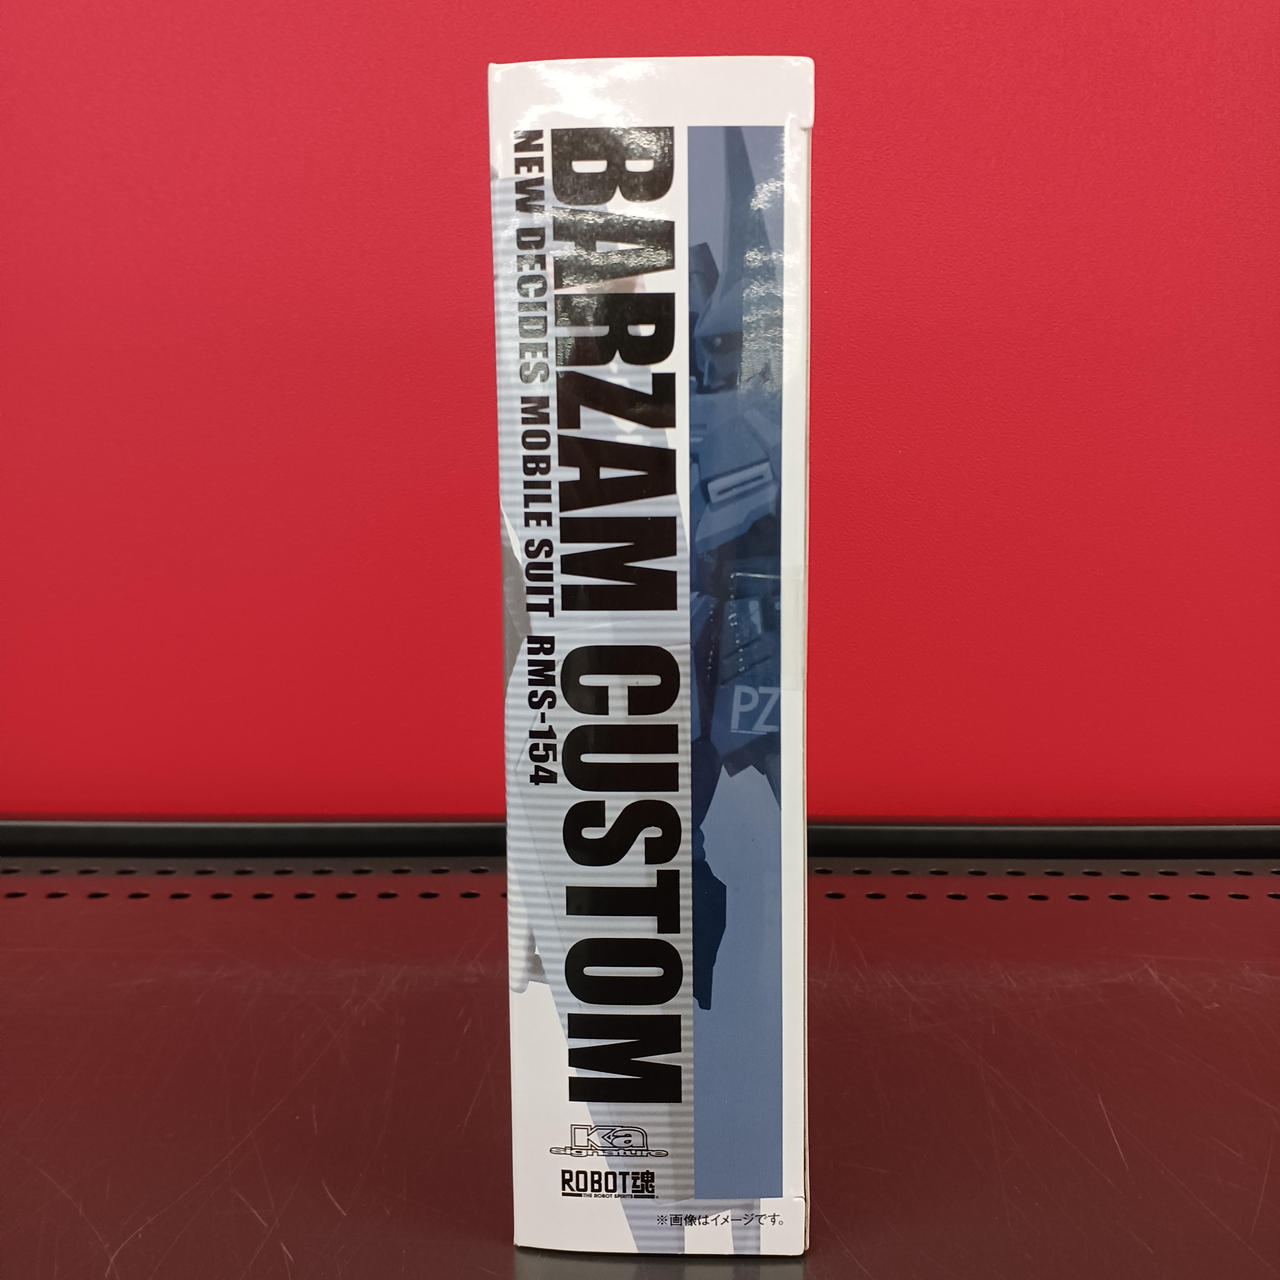 BARZAM CUSTOM
NEW DECIDES MOBILE SUIT RMS-154
PZ
Ka
signature
ROBOT魂
THE ROBOT SPIRITS
※画像はイメージです。